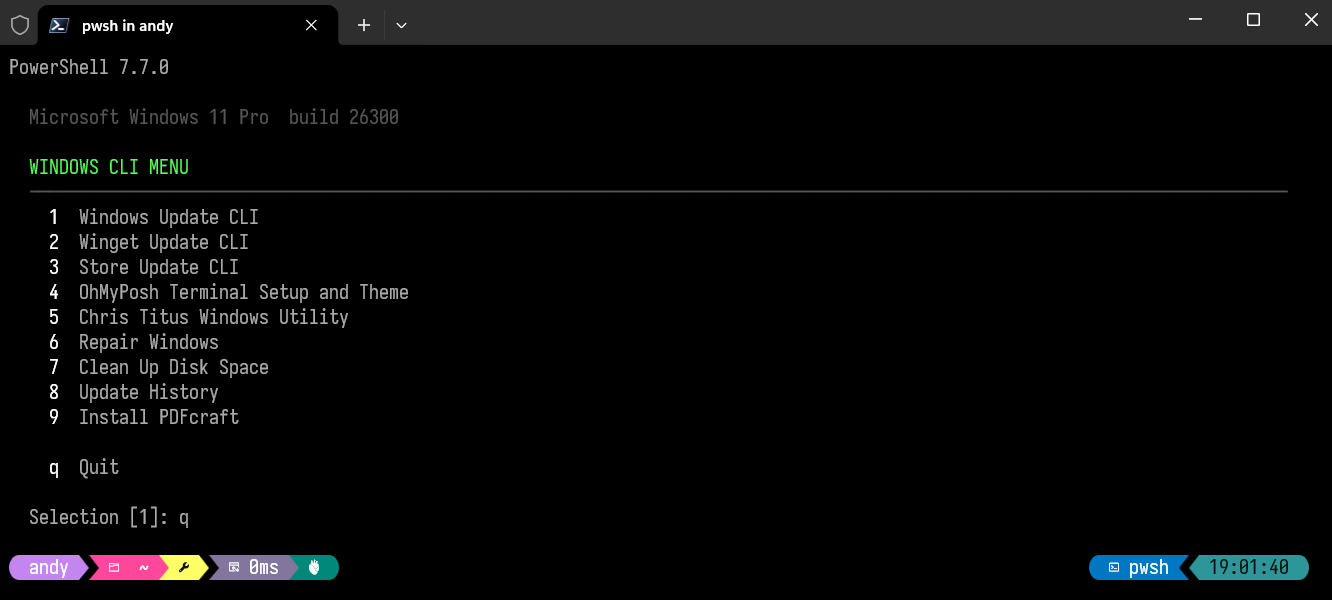 pwsh in andy
PowerShell 7.7.0
Microsoft Windows 11 Pro  build 26300
WINDOWS CLI MENU
1  Windows Update CLI
2  Winget Update CLI
3  Store Update CLI
4  OhMyPosh Terminal Setup and Theme
5  Chris Titus Windows Utility
6  Repair Windows
7  Clean Up Disk Space
8  Update History
9  Install PDFcraft
q  Quit
Selection [1]: q
andy ~ 0ms pwsh 19:01:40